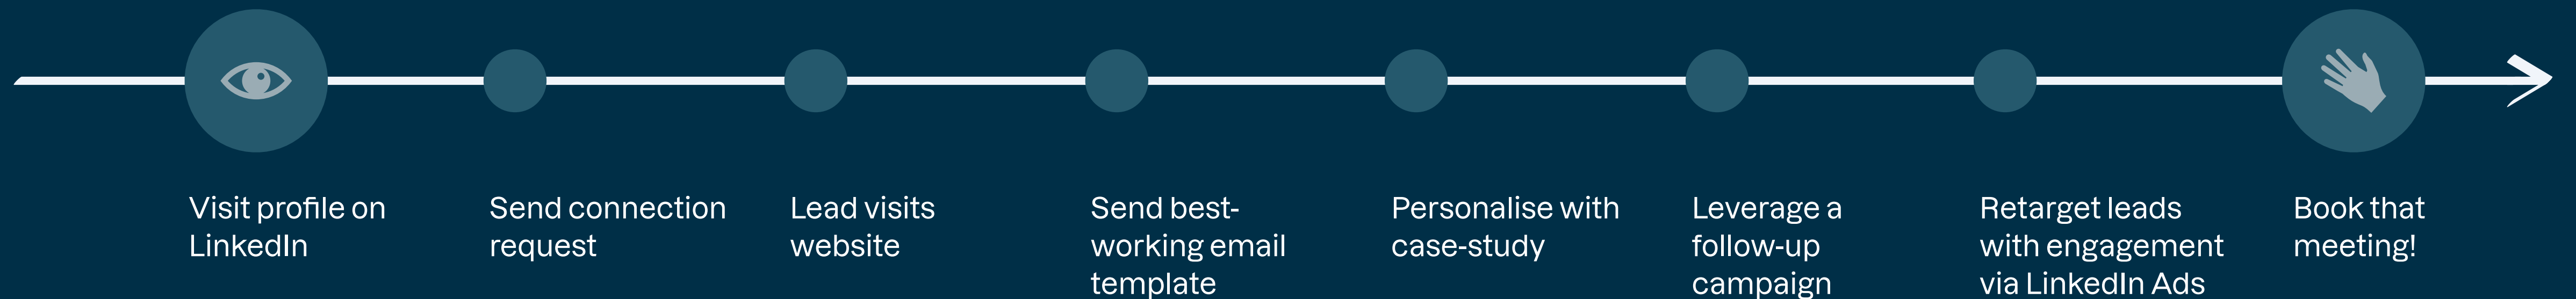 Visit profile on
LinkedIn
Send connection
request
Lead visits
website
Send best-
working email
template
Personalise with
case-study
Leverage a
follow-up
campaign
Retarget leads
with engagement
via LinkedIn Ads
Book that
meeting!